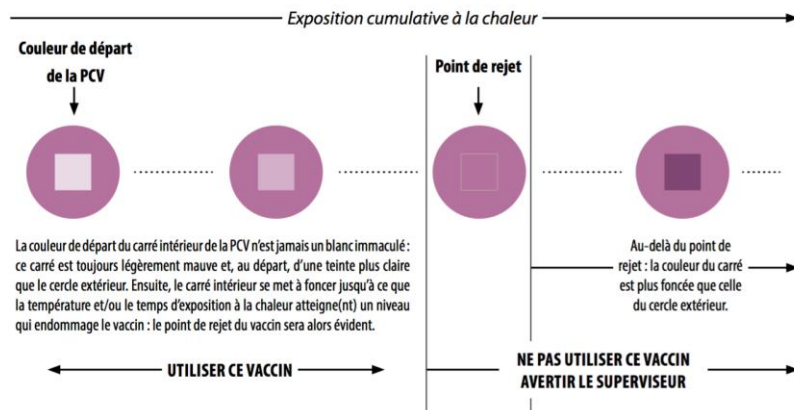 Exposition cumulative à la chaleur
Couleur de départ
de la PCV
Point de rejet
La couleur de départ du carré intérieur de la PCV n'est jamais un blanc immaculé :
ce carré est toujours légèrement mauve et, au départ, d'une teinte plus claire
que le cercle extérieur. Ensuite, le carré intérieur se met à foncer jusqu'à ce que
la température et/ou le temps d'exposition à la chaleur atteigne(nt) un niveau
qui endommage le vaccin : le point de rejet du vaccin sera alors évident.
Au-delà du point de
rejet : la couleur du carré
est plus foncée que celle
du cercle extérieur.
UTILISER CE VACCIN
NE PAS UTILISER CE VACCIN
AVERTIR LE SUPERVISEUR